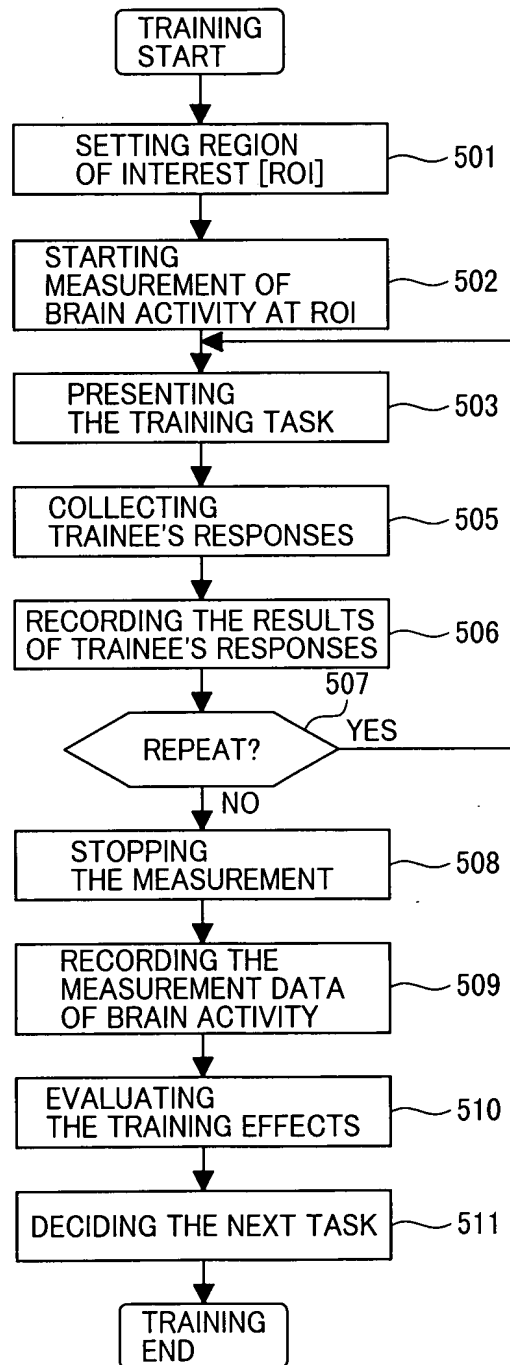 TRAINING
START
SETTING REGION
OF INTEREST [ROI]
501
STARTING
MEASUREMENT OF
BRAIN ACTIVITY AT ROI
502
PRESENTING
THE TRAINING TASK
503
COLLECTING
TRAINEE'S RESPONSES
505
RECORDING THE RESULTS
OF TRAINEE'S RESPONSES
506
507
REPEAT?
YES
NO
STOPPING
THE MEASUREMENT
508
RECORDING THE
MEASUREMENT DATA
OF BRAIN ACTIVITY
509
EVALUATING
THE TRAINING EFFECTS
510
DECIDING THE NEXT TASK
511
TRAINING
END